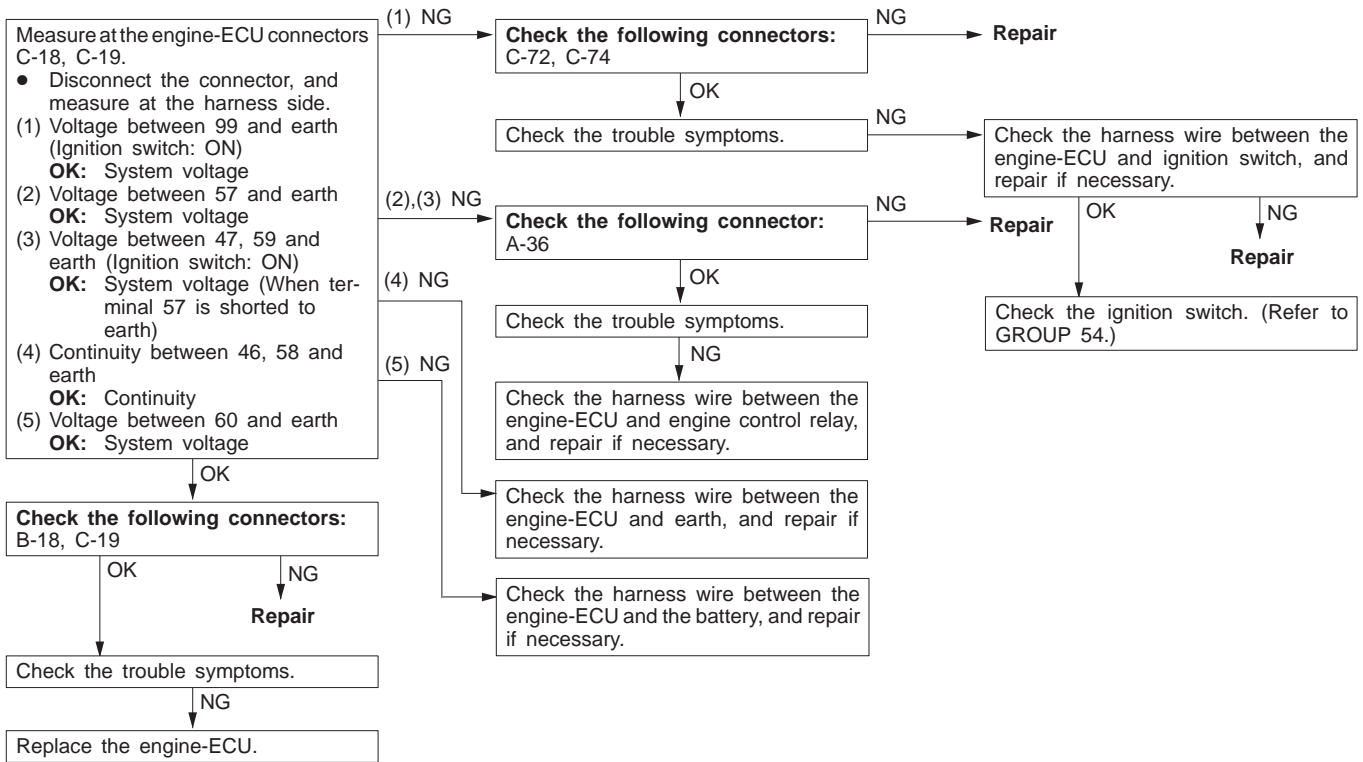 Measure at the engine-ECU connectors
C-18, C-19.
● Disconnect the connector, and
measure at the harness side.
(1) Voltage between 99 and earth
(Ignition switch: ON)
OK: System voltage
(2) Voltage between 57 and earth
OK: System voltage
(3) Voltage between 47, 59 and
earth (Ignition switch: ON)
OK: System voltage (When ter-
minal 57 is shorted to
earth)
(4) Continuity between 46, 58 and
earth
OK: Continuity
(5) Voltage between 60 and earth
OK: System voltage
(1) NG
Check the following connectors:
C-72, C-74
NG
Repair
OK
Check the trouble symptoms.
NG
Check the harness wire between the
engine-ECU and ignition switch, and
repair if necessary.
OK
NG
Repair
Check the ignition switch. (Refer to
GROUP 54.)
(2),(3) NG
Check the following connector:
A-36
NG
Repair
OK
Check the trouble symptoms.
NG
Check the harness wire between the
engine-ECU and engine control relay,
and repair if necessary.
(4) NG
Check the harness wire between the
engine-ECU and earth, and repair if
necessary.
(5) NG
Check the harness wire between the
engine-ECU and the battery, and repair
if necessary.
OK
Check the following connectors:
B-18, C-19
OK
NG
Repair
Check the trouble symptoms.
NG
Replace the engine-ECU.